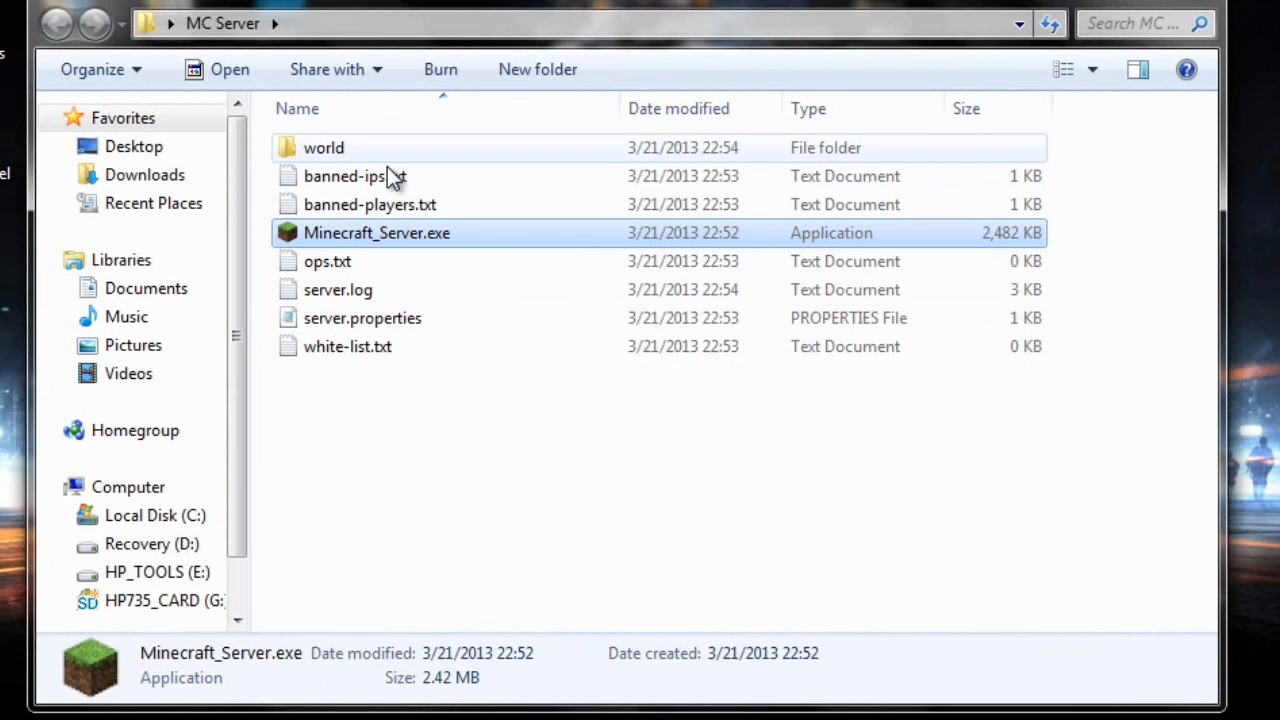 MC Server
Search MC ...
Organize Open Share with Burn New folder
Name Date modified Type Size
Favorites
Desktop
Downloads
Recent Places
Libraries
Documents
Music
Pictures
Videos
Homegroup
Computer
Local Disk (C:)
Recovery (D:)
HP_TOOLS (E:)
HP735_CARD (G:
world 3/21/2013 22:54 File folder
banned-ips 3/21/2013 22:53 Text Document 1 KB
banned-players.txt 3/21/2013 22:53 Text Document 1 KB
Minecraft_Server.exe 3/21/2013 22:52 Application 2,482 KB
ops.txt 3/21/2013 22:53 Text Document 0 KB
server.log 3/21/2013 22:54 Text Document 3 KB
server.properties 3/21/2013 22:53 PROPERTIES File 1 KB
white-list.txt 3/21/2013 22:53 Text Document 0 KB
Minecraft_Server.exe Date modified: 3/21/2013 22:52 Date created: 3/21/2013 22:52
Application Size: 2.42 MB